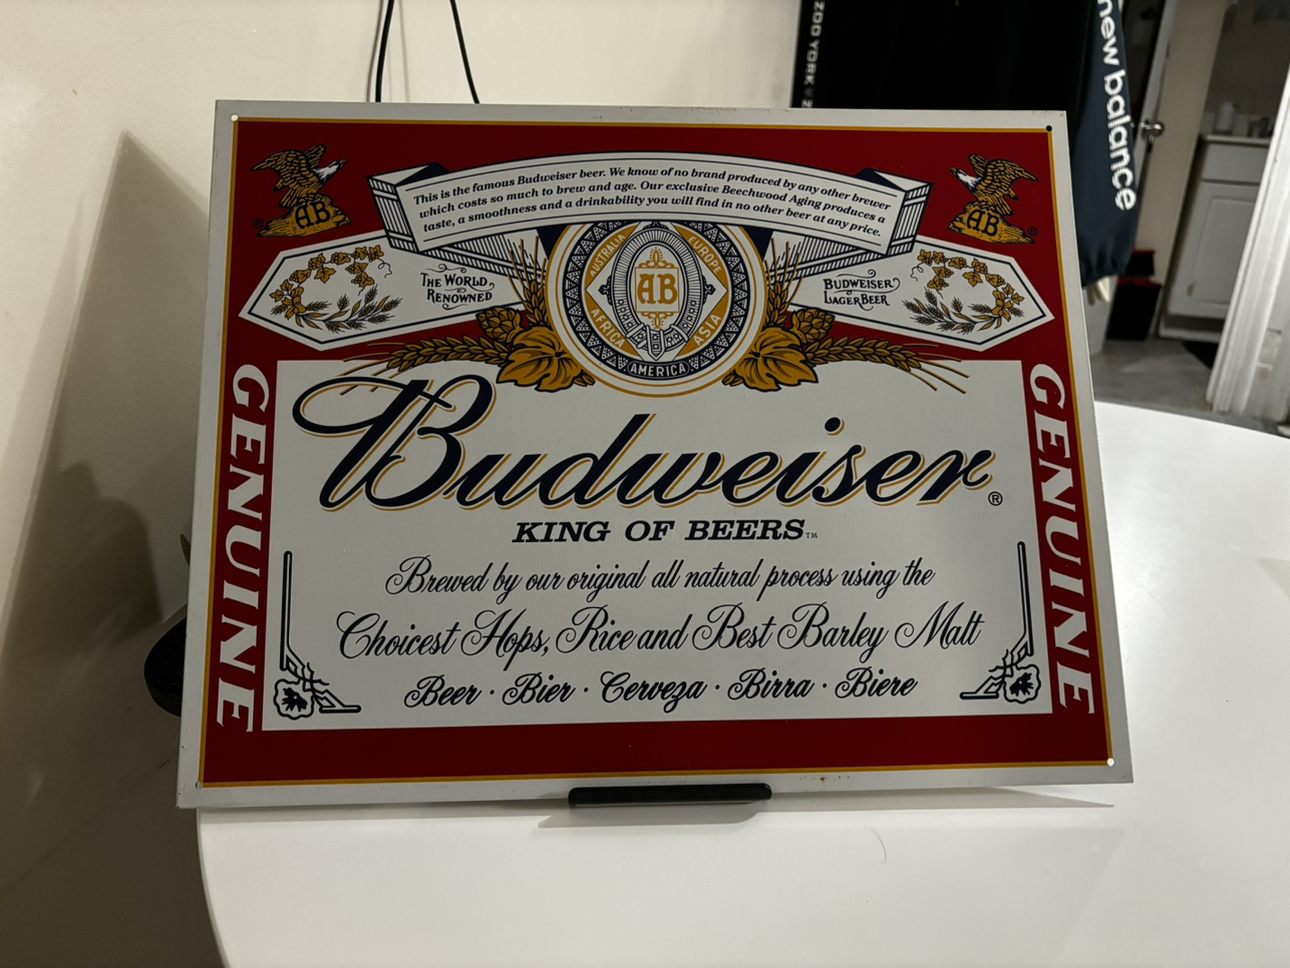 ZOO YORK
new balance
This is the famous Budweiser beer. We know of no brand produced by any other brewer
which costs so much to brew and age. Our exclusive Beechwood Aging produces a
taste, a smoothness and a drinkability you will find in no other beer at any price.
AB
®
AB
®
AUSTRALIA
EUROPE
THE WORLD
RENOWNED
AB
BUDWEISER
LAGER BEER
AFRICA
ASIA
AMERICA
GENUINE
Budweiser®
GENUINE
KING OF BEERS™
Brewed by our original all natural process using the
Choicest Hops, Rice and Best Barley Malt
Beer · Bier · Cerveza · Birra · Biere